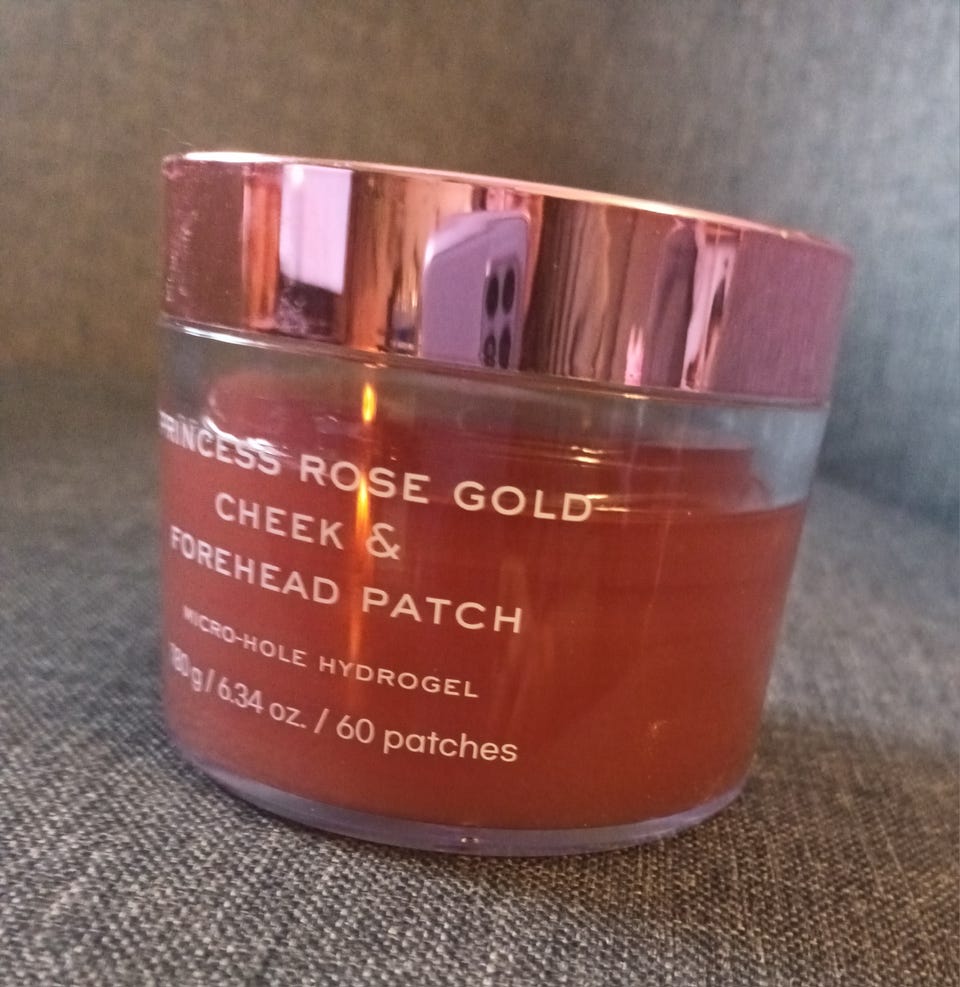 PRINCESS ROSE GOLD
CHEEK &
FOREHEAD PATCH
MICRO-HOLE HYDROGEL
180g / 6.34 oz. / 60 patches